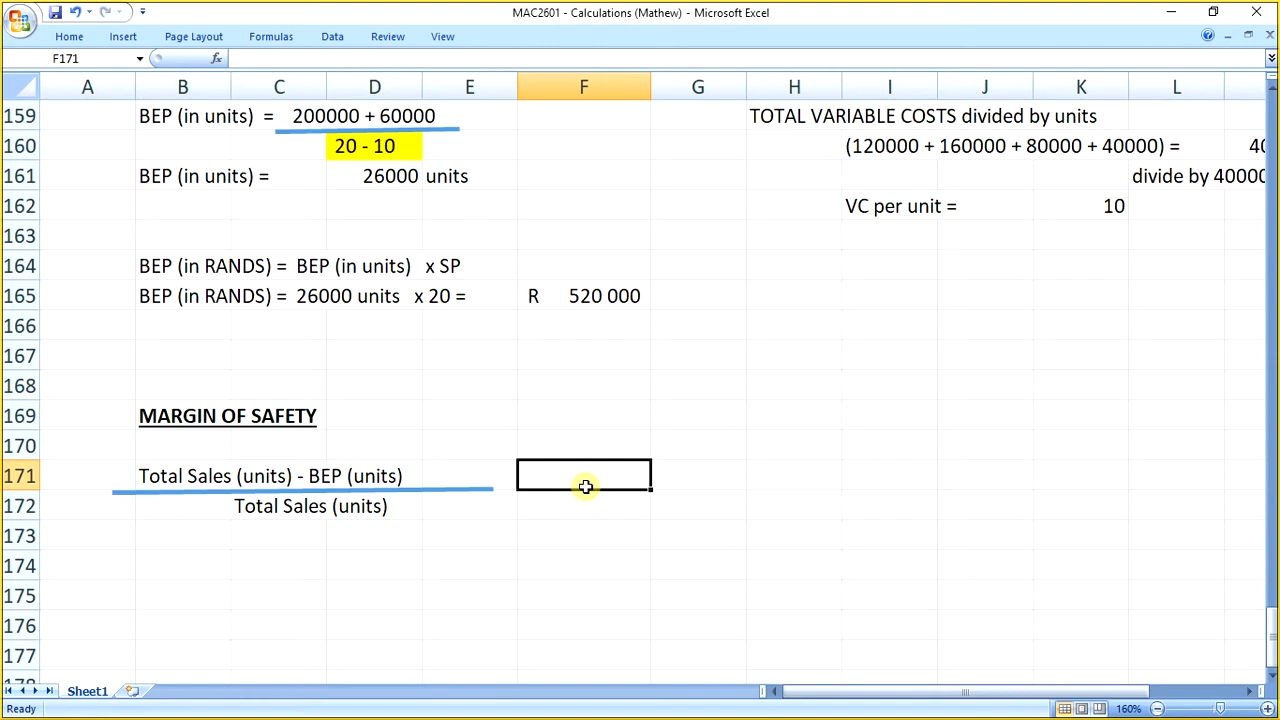 MAC2601 - Calculations (Mathew) - Microsoft Excel
Home Insert Page Layout Formulas Data Review View
F171 fx
A B C D E F G H I J K L
159 BEP (in units) = 200000 + 60000 TOTAL VARIABLE COSTS divided by units
160 20 - 10 (120000 + 160000 + 80000 + 40000) = 40
161 BEP (in units) = 26000 units divide by 40000
162 VC per unit = 10
163
164 BEP (in RANDS) = BEP (in units) x SP
165 BEP (in RANDS) = 26000 units x 20 = R 520 000
166
167
168
169 MARGIN OF SAFETY
170
171 Total Sales (units) - BEP (units)
172 Total Sales (units)
173
174
175
176
177
Sheet1
Ready 160%